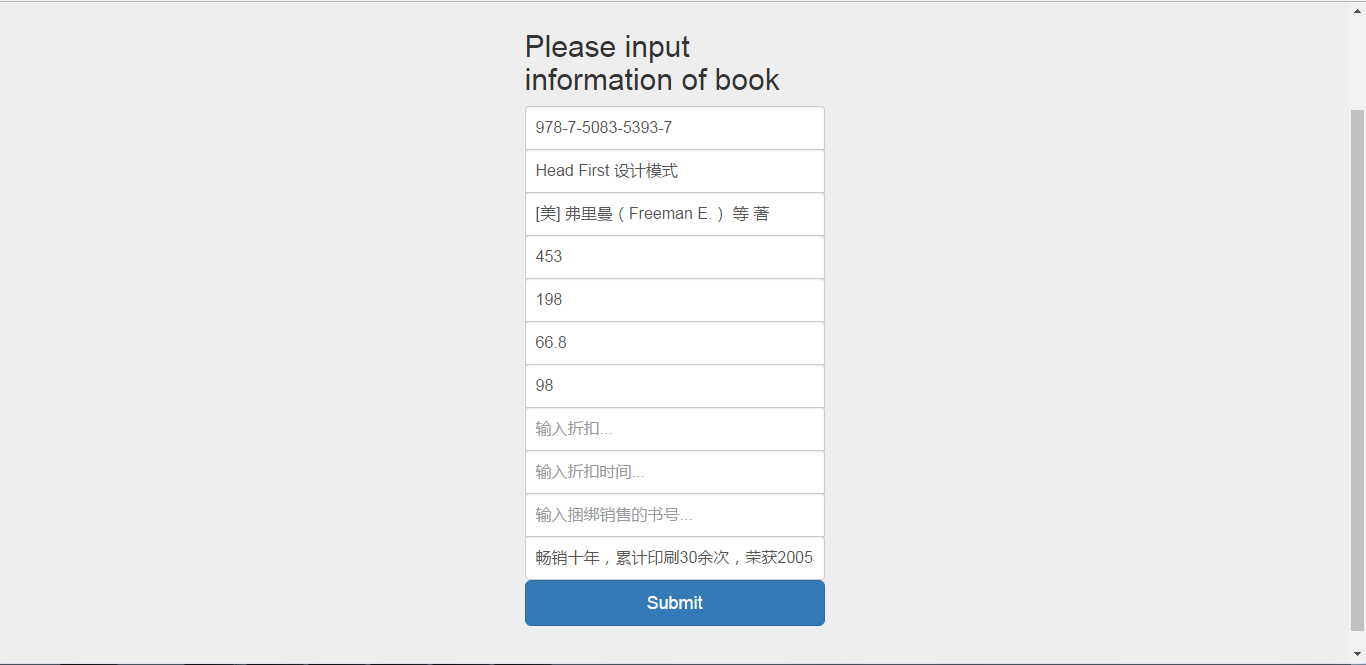 Please input
information of book
978-7-5083-5393-7
Head First 设计模式
[美] 弗里曼（Freeman E.） 等 著
453
198
66.8
98
输入折扣...
输入折扣时间...
输入捆绑销售的书号...
畅销十年，累计印刷30余次，荣获2005
Submit